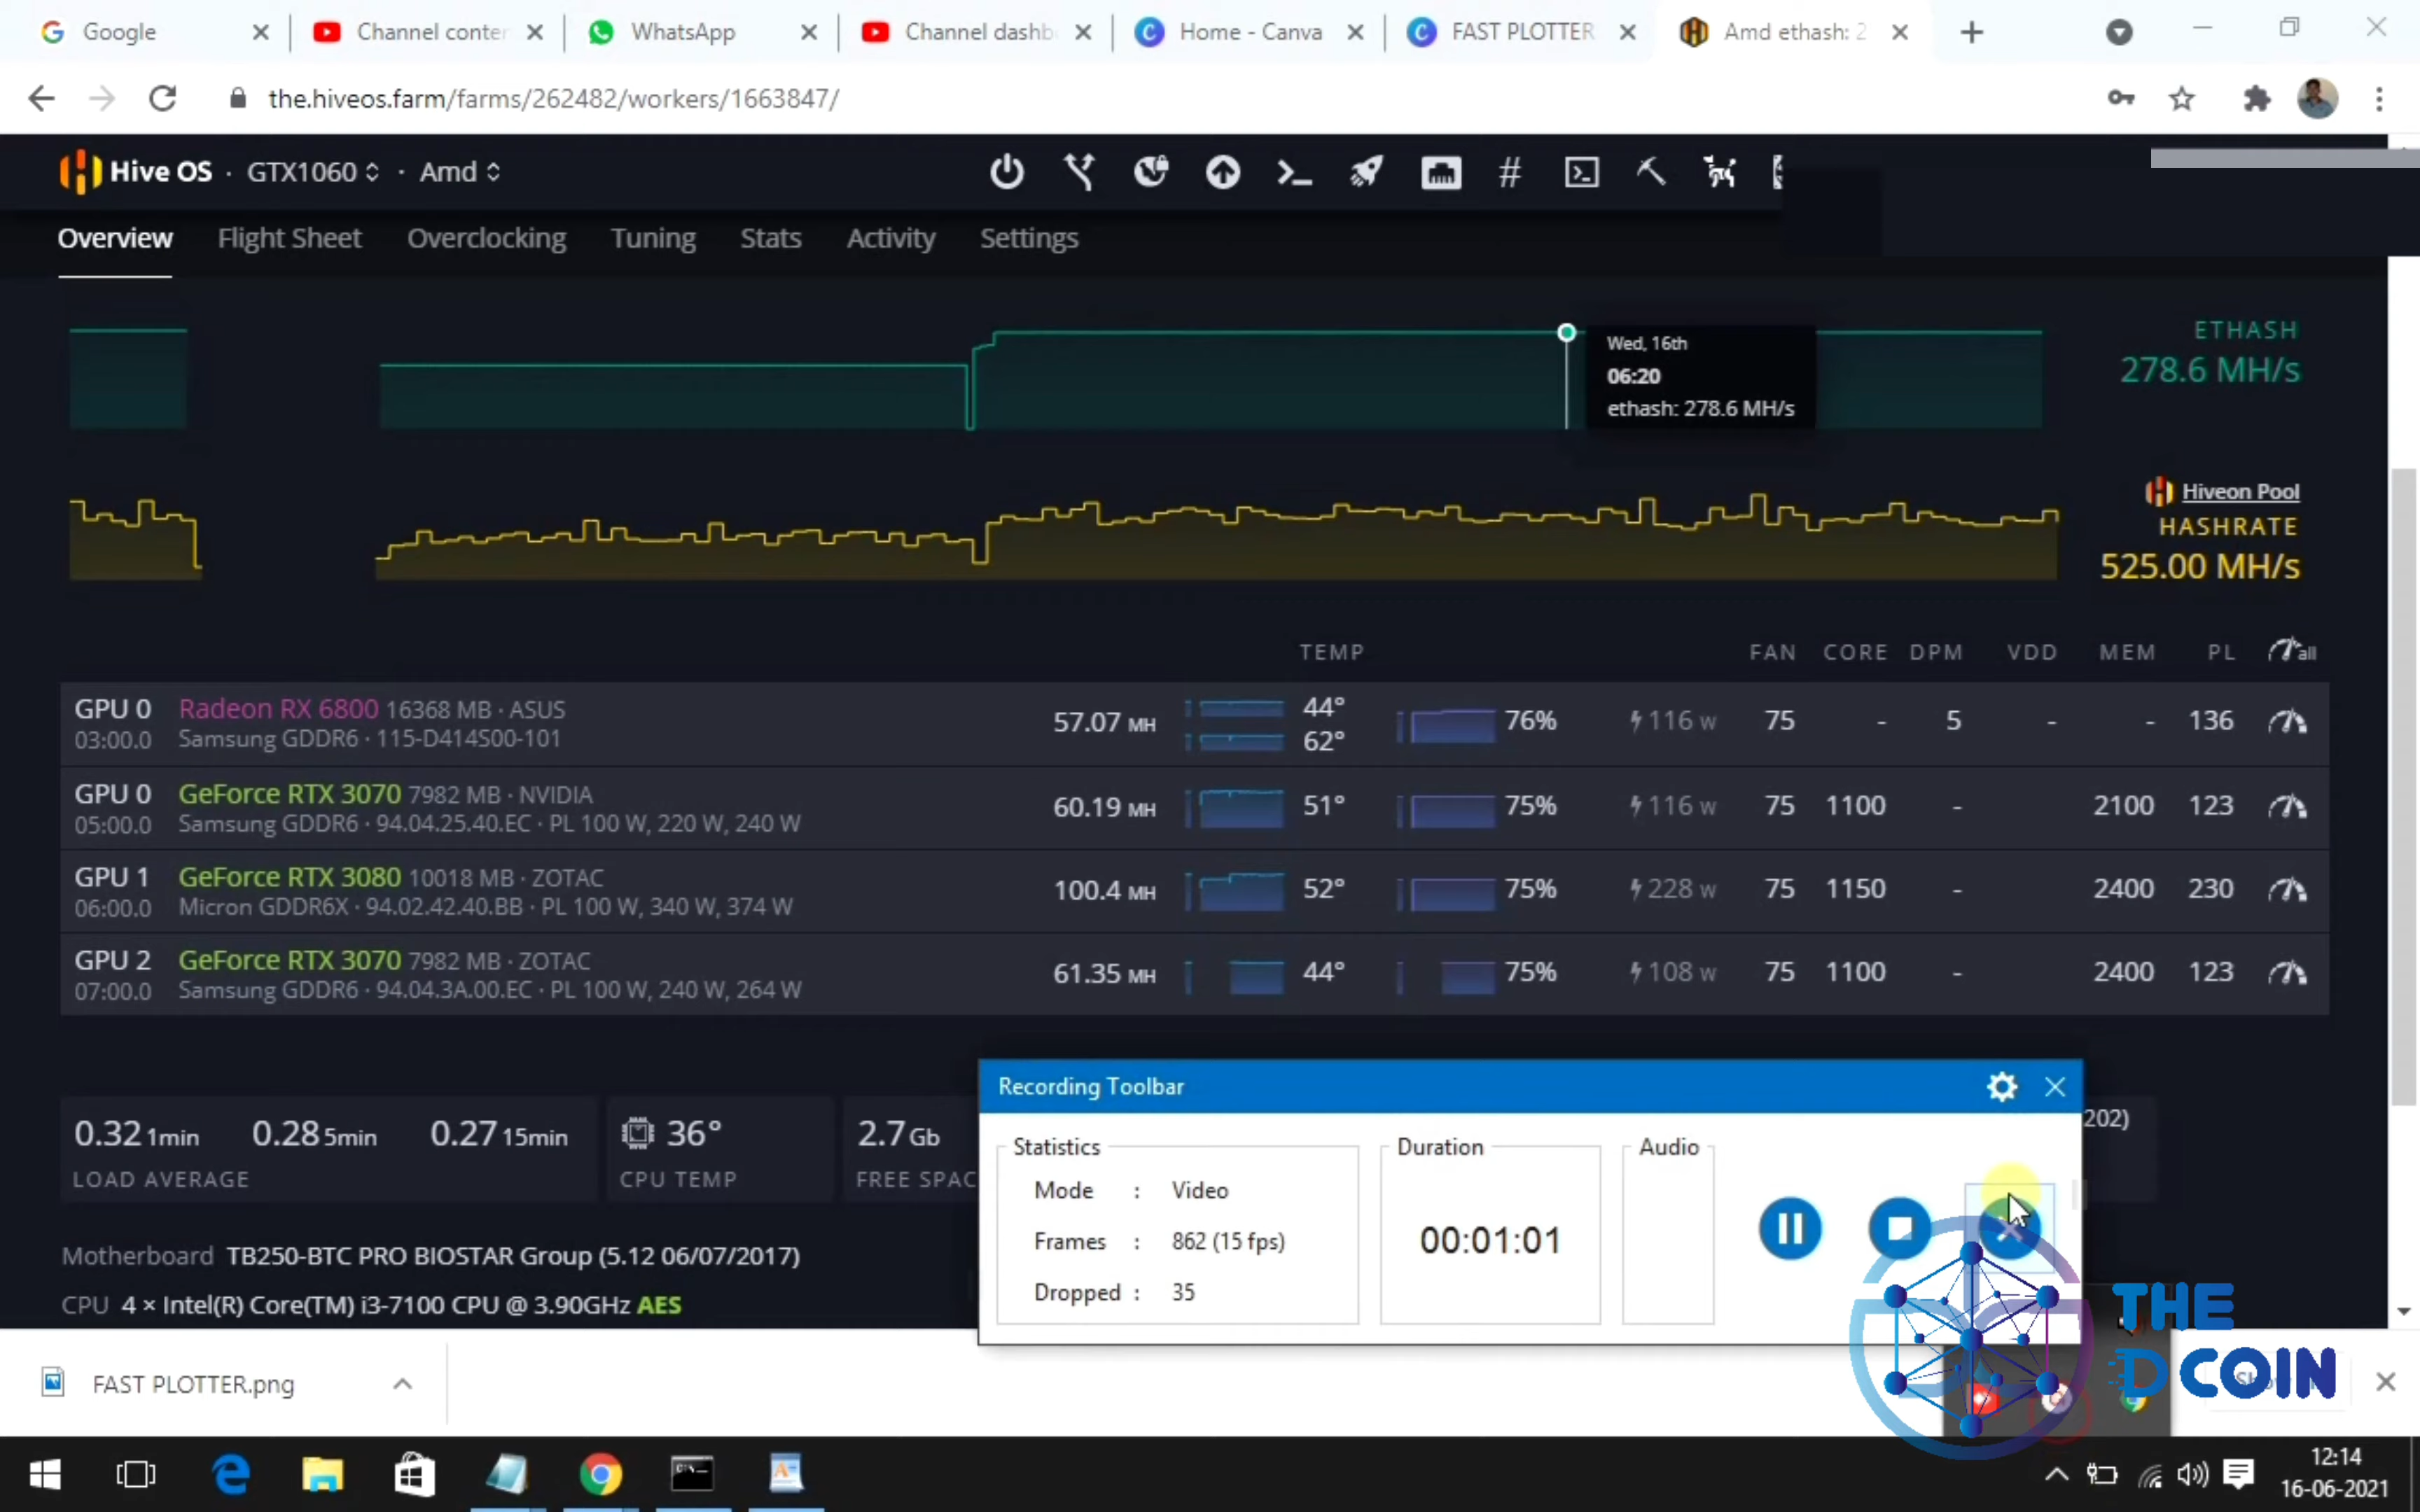 Google
Channel conter
WhatsApp
Channel dashb
Home - Canva
FAST PLOTTER
Amd ethash: 2
the.hiveos.farm/farms/262482/workers/1663847/
Hive OS · GTX1060 · Amd
Overview Flight Sheet Overclocking Tuning Stats Activity Settings
Wed, 16th
06:20
ethash: 278.6 MH/s
ETHASH
278.6 MH/s
Hiveon Pool
HASHRATE
525.00 MH/s
TEMP FAN CORE DPM VDD MEM PL all
GPU 0 Radeon RX 6800 16368 MB · ASUS
03:00.0 Samsung GDDR6 · 115-D414S00-101
57.07 MH 44° 62° 76% 116 W 75 - 5 - - 136
GPU 0 GeForce RTX 3070 7982 MB · NVIDIA
05:00.0 Samsung GDDR6 · 94.04.25.40.EC · PL 100 W, 220 W, 240 W
60.19 MH 51° 75% 116 W 75 1100 - 2100 123
GPU 1 GeForce RTX 3080 10018 MB · ZOTAC
06:00.0 Micron GDDR6X · 94.02.42.40.BB · PL 100 W, 340 W, 374 W
100.4 MH 52° 75% 228 W 75 1150 - 2400 230
GPU 2 GeForce RTX 3070 7982 MB · ZOTAC
07:00.0 Samsung GDDR6 · 94.04.3A.00.EC · PL 100 W, 240 W, 264 W
61.35 MH 44° 75% 108 W 75 1100 - 2400 123
0.32 1min 0.28 5min 0.27 15min
LOAD AVERAGE
36°
CPU TEMP
2.7 Gb
FREE SPAC
202)
Motherboard TB250-BTC PRO BIOSTAR Group (5.12 06/07/2017)
CPU 4 × Intel(R) Core(TM) i3-7100 CPU @ 3.90GHz AES
Recording Toolbar
Statistics
Mode : Video
Frames : 862 (15 fps)
Dropped : 35
Duration
00:01:01
Audio
THE
DCOIN
FAST PLOTTER.png
12:14
16-06-2021